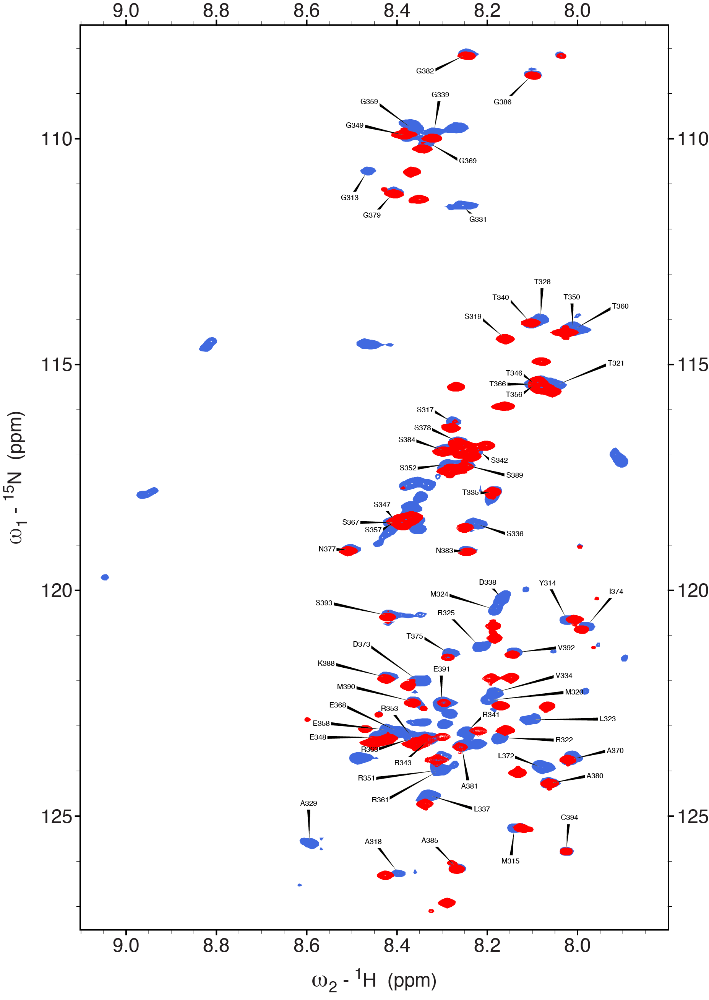 9.0 8.8 8.6 8.4 8.2 8.0
G382
G386
G339
G359
G349
110 110
G369
G313
G379
G331
T328
T340
T350
T360
S319
115 115
T321
T346
T366
T356
S317
S378
S384
S342
S352
S389
T335
S347
S367
S357
S336
N377
N383
ω1 - 15N (ppm)
120 120
D338
Y314
I374
M324
S393
R325
T375
D373
V392
K388
E391
V334
M390
M320
E368
R353
R341
L323
E358
E348
R322
R363
A370
L372
R343
A380
R351
A381
R361
L337
A329
125 125
C394
A385
A318
M315
9.0 8.8 8.6 8.4 8.2 8.0
ω2 - 1H (ppm)